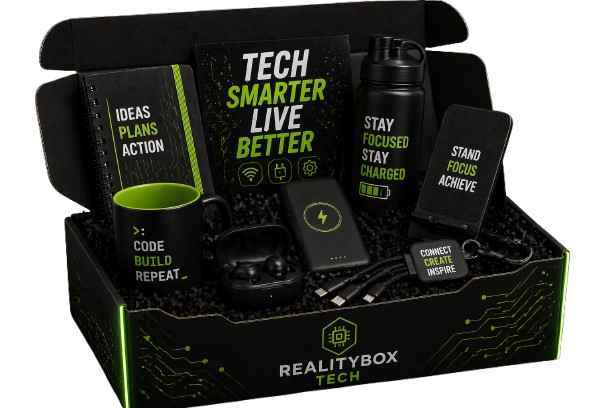 IDEAS
PLANS
ACTION
TECH
SMARTER
LIVE
BETTER
STAY
FOCUSED
STAY
CHARGED
STAND
FOCUS
ACHIEVE
>:
CODE
BUILD
REPEAT_
CONNECT
CREATE
INSPIRE
REALITYBOX
TECH